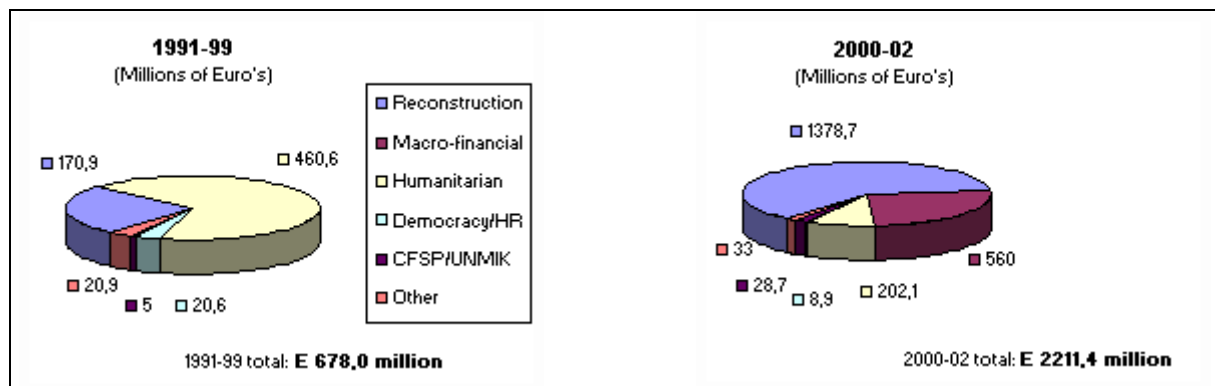 1991-99
(Millions of Euro's)
170,9
460,6
20,9
5
20,6
1991-99 total: E 678,0 million
Reconstruction
Macro-financial
Humanitarian
Democracy/HR
CFSP/UNMIK
Other
2000-02
(Millions of Euro's)
1378,7
33
560
28,7
8,9
202,1
2000-02 total: E 2211,4 million